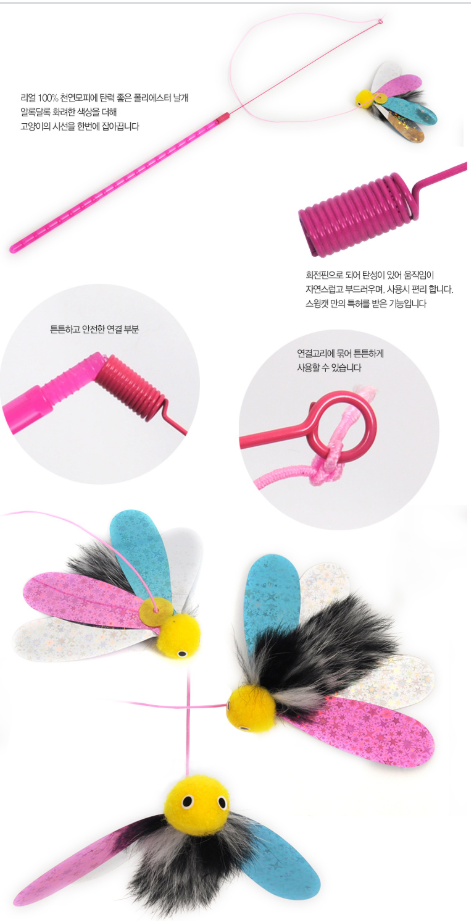 리얼 100% 천연모피에 탄력 좋은 폴리에스터 날개
알록달록 화려한 색상을 더해
고양이의 시선을 한번에 잡아끕니다
회전핀으로 되어 탄성이 있어 움직임이
자연스럽고 부드러우며, 사용시 편리 합니다.
스윙캣 만의 특허를 받은 기능입니다
튼튼하고 안전한 연결 부분
연결고리에 묶어 튼튼하게
사용할 수 있습니다